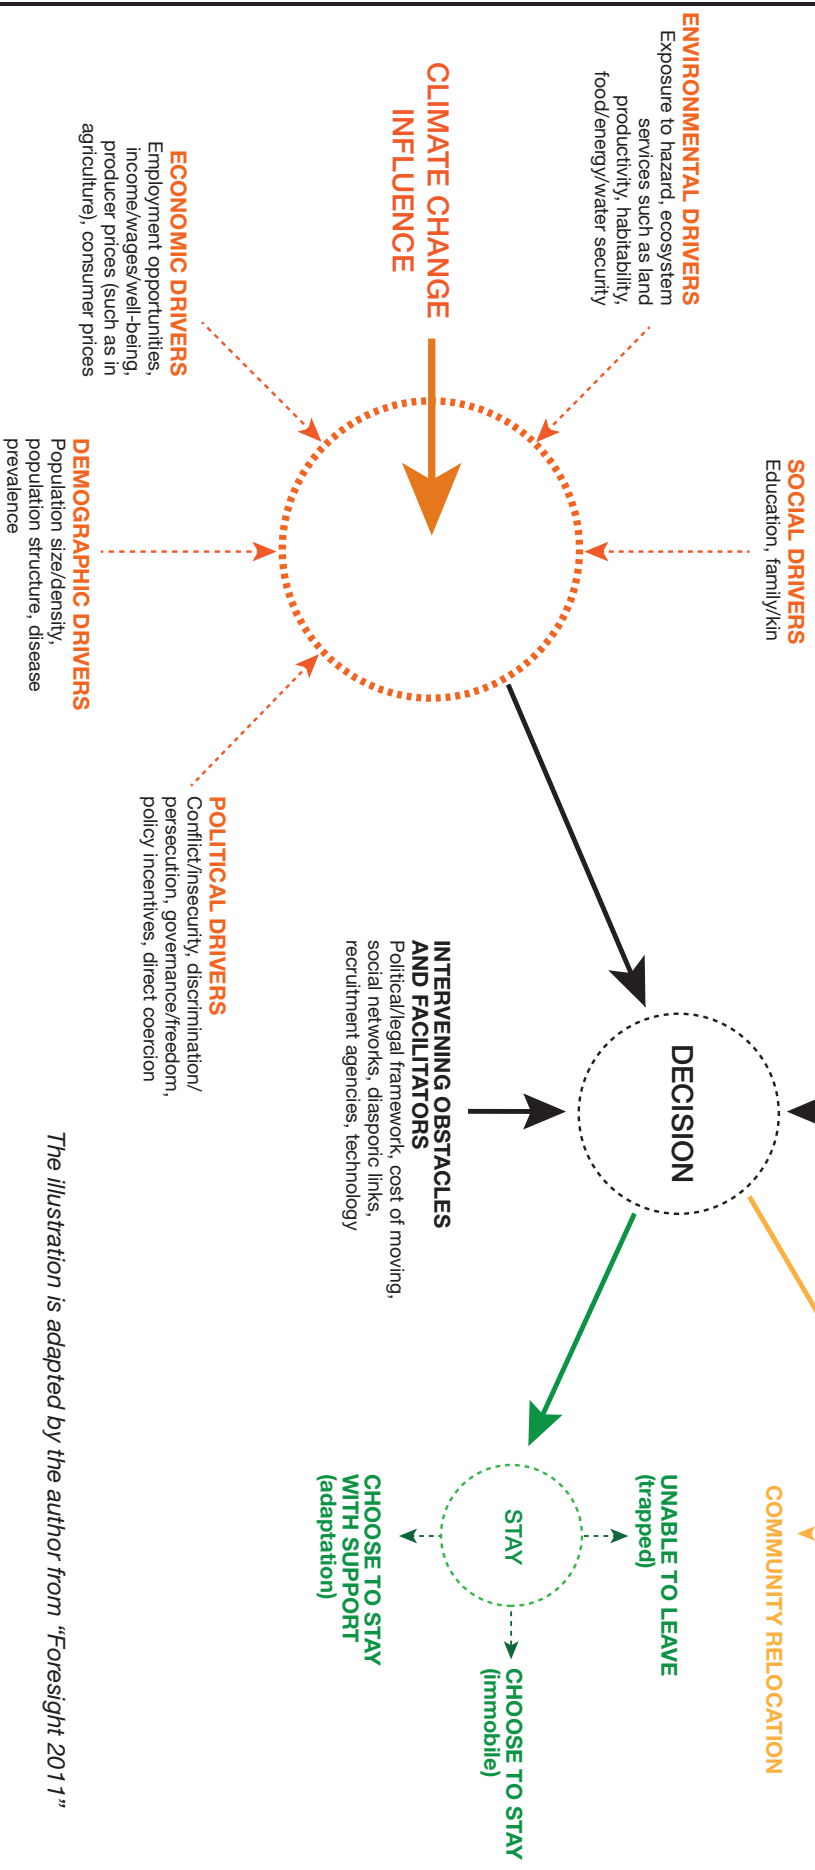 SOCIAL DRIVERS
Education, family/kin
ENVIRONMENTAL DRIVERS
Exposure to hazard, ecosystem
services such as land
productivity, habitability,
food/energy/water security
CLIMATE CHANGE
INFLUENCE
ECONOMIC DRIVERS
Employment opportunities,
income/wages/well-being,
producer prices (such as in
agriculture), consumer prices
DEMOGRAPHIC DRIVERS
Population size/density,
population structure, disease
prevalence
POLITICAL DRIVERS
Conflict/insecurity, discrimination/
persecution, governance/freedom,
policy incentives, direct coercion
DECISION
INTERVENING OBSTACLES
AND FACILITATORS
Political/legal framework, cost of moving,
social networks, diasporic links,
recruitment agencies, technology
COMMUNITY RELOCATION
UNABLE TO LEAVE
(trapped)
STAY
CHOOSE TO STAY
(immobile)
CHOOSE TO STAY
WITH SUPPORT
(adaptation)
The illustration is adapted by the author from “Foresight 2011”